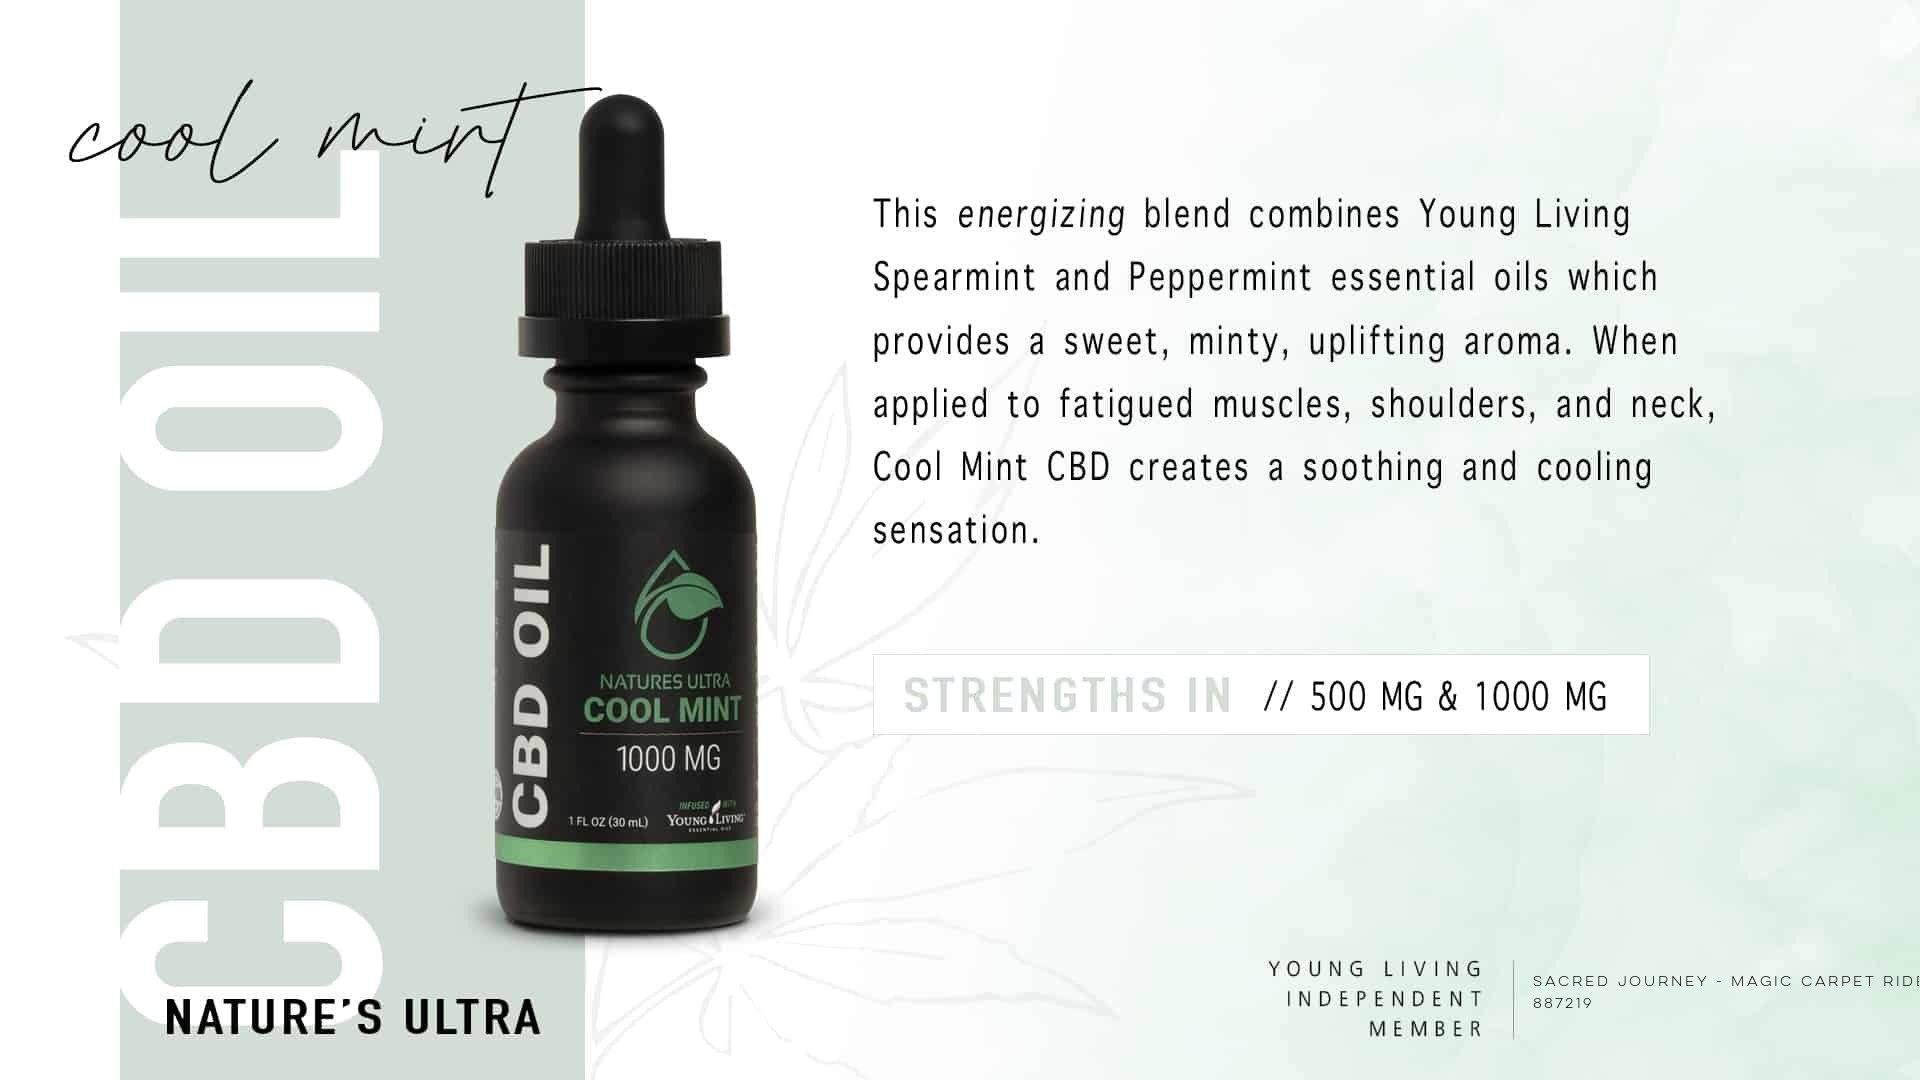 cool mint
CBD OIL
NATURE'S ULTRA
CBD OIL
NATURES ULTRA
COOL MINT
1000 MG
1 FL OZ (30 mL)
INFUSED WITH
YOUNG LIVING
ESSENTIAL OILS
This energizing blend combines Young Living
Spearmint and Peppermint essential oils which
provides a sweet, minty, uplifting aroma. When
applied to fatigued muscles, shoulders, and neck,
Cool Mint CBD creates a soothing and cooling
sensation.
STRENGTHS IN // 500 MG & 1000 MG
YOUNG LIVING
INDEPENDENT
MEMBER
SACRED JOURNEY - MAGIC CARPET RIDE
887219